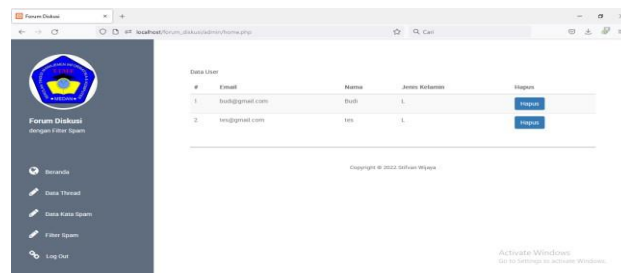 Forum Diskusi
localhost/forum_diskusi/admin/home.php
Cari
MEDAN
Forum Diskusi
dengan Filter Spam
Beranda
Data Thread
Data Kata Spam
Filter Spam
Log Out
Data User
# Email Nama Jenis Kelamin Hapus
1 budi@gmail.com Budi L Hapus
2 tes@gmail.com tes L Hapus
Copyright © 2022 Stifvan Wijaya
Activate Windows
Go to Settings to activate Windows.